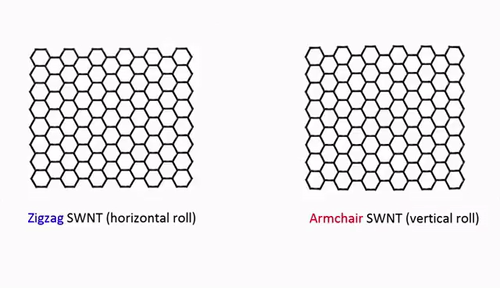 Zigzag SWNT (horizontal roll)
Armchair SWNT (vertical roll)